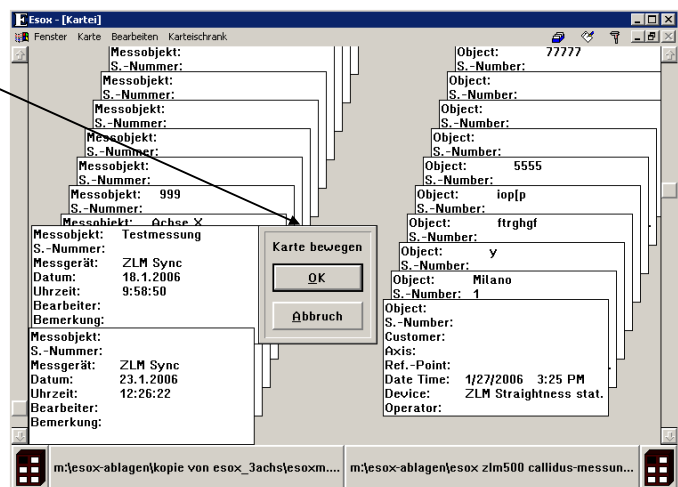 Esox - [Kartei]
Fenster Karte Bearbeiten Karteischrank
Messobjekt:
S.-Nummer:
Messobjekt:
S.-Nummer:
Messobjekt:
S.-Nummer:
Messobjekt:
S.-Nummer:
Messobjekt:
S.-Nummer:
Messobjekt: 999
S.-Nummer:
Messobjekt: Achse X
Messobjekt: Testmessung
S.-Nummer:
Messgerät: ZLM Sync
Datum: 18.1.2006
Uhrzeit: 9:58:50
Bearbeiter:
Bemerkung:
Messobjekt:
S.-Nummer:
Messgerät: ZLM Sync
Datum: 23.1.2006
Uhrzeit: 12:26:22
Bearbeiter:
Bemerkung:
Karte bewegen
OK
Abbruch
Object: 77777
S.-Number:
Object:
S.-Number:
Object:
S.-Number:
Object:
S.-Number:
Object: 5555
S.-Number:
Object: iop[p
S.-Number:
Object: ftrghgf
S.-Number:
Object: y
S.-Number:
Object: Milano
S.-Number: 1
Object:
S.-Number:
Customer:
Axis:
Ref.-Point:
Date Time: 1/27/2006 3:25 PM
Device: ZLM Straightness stat.
Operator:
m:\esox-ablagen\kopie von esox_3achs\esoxm....
m:\esox-ablagen\esox zlm500 callidus-messun...